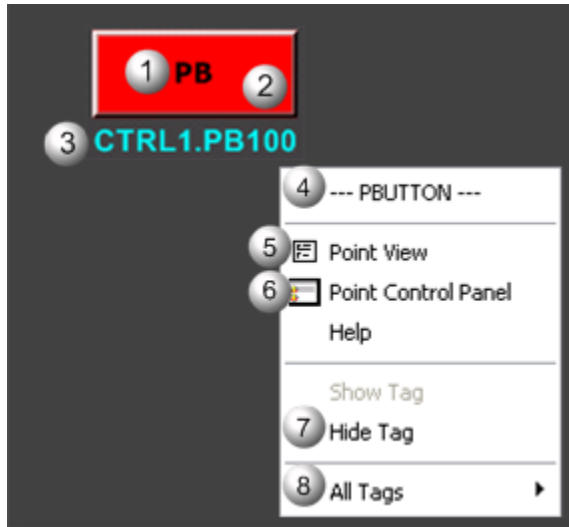 1 PB 2
3 CTRL1.PB100
4 --- PBUTTON ---
5 Point View
6 Point Control Panel
Help
Show Tag
7 Hide Tag
8 All Tags